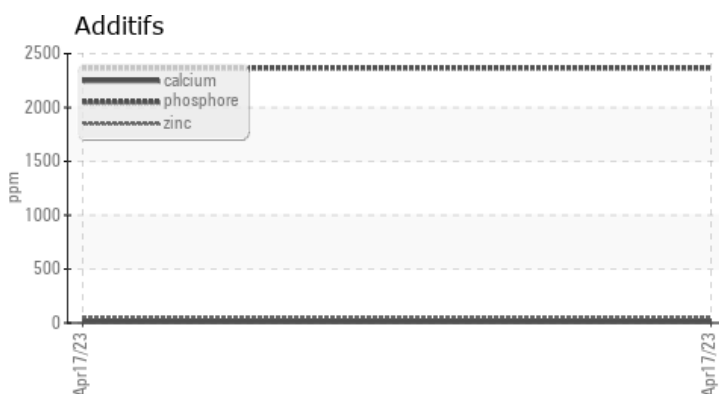 Additifs
2500
calcium
phosphore
zinc
2000
1500
1000
500
0
ppm
Apr17/23
Apr17/23